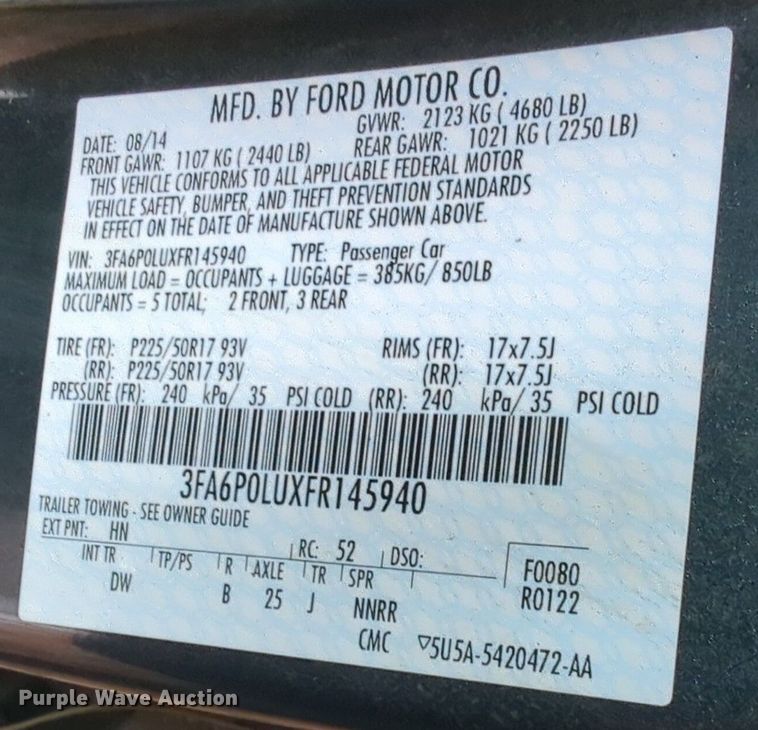 MFD. BY FORD MOTOR CO.
DATE: 08/14 GVWR: 2123 KG ( 4680 LB)
FRONT GAWR: 1107 KG ( 2440 LB) REAR GAWR: 1021 KG ( 2250 LB)
THIS VEHICLE CONFORMS TO ALL APPLICABLE FEDERAL MOTOR
VEHICLE SAFETY, BUMPER, AND THEFT PREVENTION STANDARDS
IN EFFECT ON THE DATE OF MANUFACTURE SHOWN ABOVE.
VIN: 3FA6P0LUXFR145940 TYPE: Passenger Car
MAXIMUM LOAD = OCCUPANTS + LUGGAGE = 385KG/ 850LB
OCCUPANTS = 5 TOTAL; 2 FRONT, 3 REAR
TIRE (FR): P225/50R17 93V RIMS (FR): 17x7.5J
(RR): P225/50R17 93V (RR): 17x7.5J
PRESSURE (FR): 240 kPa/ 35 PSI COLD (RR): 240 kPa/ 35 PSI COLD
3FA6P0LUXFR145940
TRAILER TOWING - SEE OWNER GUIDE
EXT PNT: HN RC: 52 DSO: F0080
INT TR TP/PS R AXLE TR SPR R0122
DW B 25 J NNRR
CMC ▽5U5A-5420472-AA
Purple Wave Auction